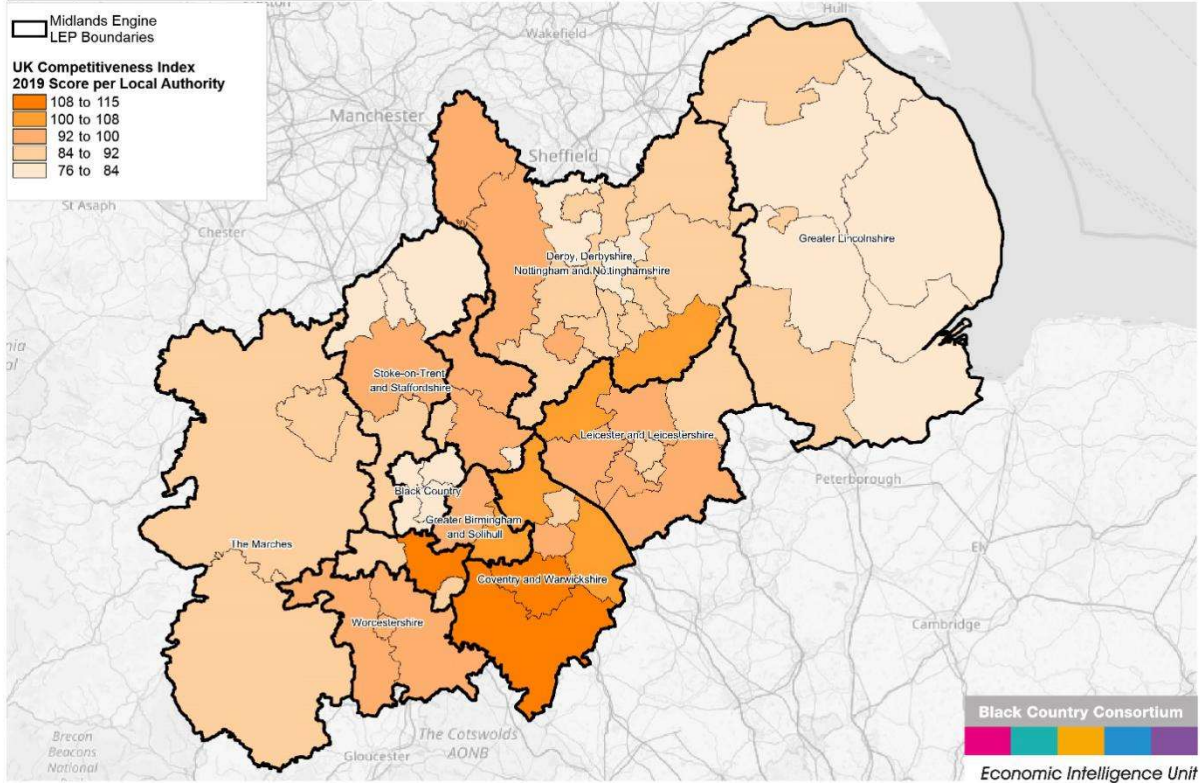 Midlands Engine
LEP Boundaries
UK Competitiveness Index
2019 Score per Local Authority
108 to 115
100 to 108
92 to 100
84 to 92
76 to 84
Hull
Wakefield
Manchester
Sheffield
St Asaph
Chester
Greater Lincolnshire
Derby, Derbyshire,
Nottingham and Nottinghamshire
Stoke-on-Trent
and Staffordshire
Leicester and Leicestershire
Peterborough
Black Country
Greater Birmingham
and Solihull
The Marches
Ely
Coventry and Warwickshire
Worcestershire
Cambridge
Brecon
Beacons
National
Gloucester
The Cotswolds
AONB
Black Country Consortium
Economic Intelligence Unit